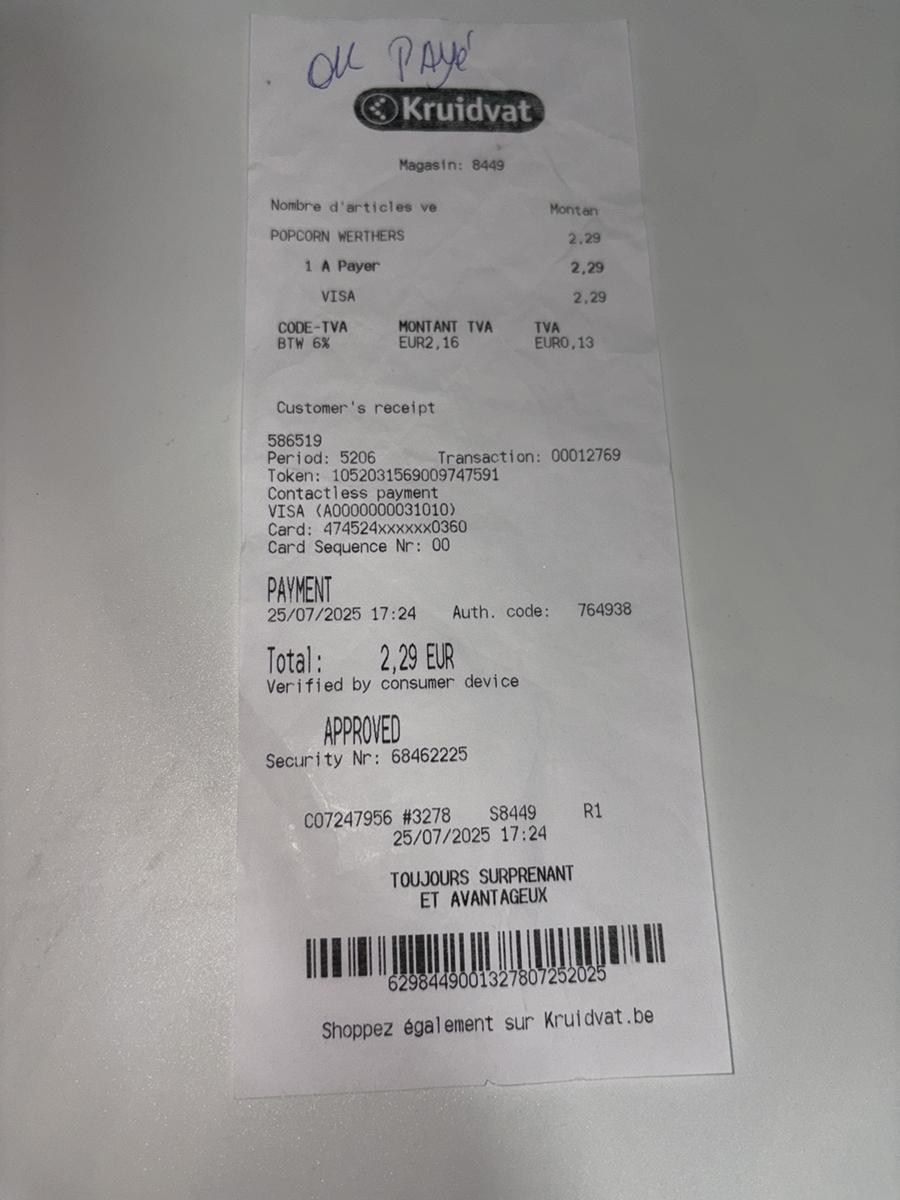 OK PAYé
Kruidvat
Magasin: 8449
Nombre d'articles ve Montan
POPCORN WERTHERS 2,29
1 A Payer 2,29
VISA 2,29
CODE-TVA MONTANT TVA TVA
BTW 6% EUR2,16 EUR0,13
Customer's receipt
586519
Period: 5206 Transaction: 00012769
Token: 1052031569009747591
Contactless payment
VISA (A0000000031010)
Card: 474524xxxxxx0360
Card Sequence Nr: 00
PAYMENT
25/07/2025 17:24 Auth. code: 764938
Total: 2,29 EUR
Verified by consumer device
APPROVED
Security Nr: 68462225
C07247956 #3278 S8449 R1
25/07/2025 17:24
TOUJOURS SURPRENANT
ET AVANTAGEUX
6298449001327807252025
Shoppez également sur Kruidvat.be